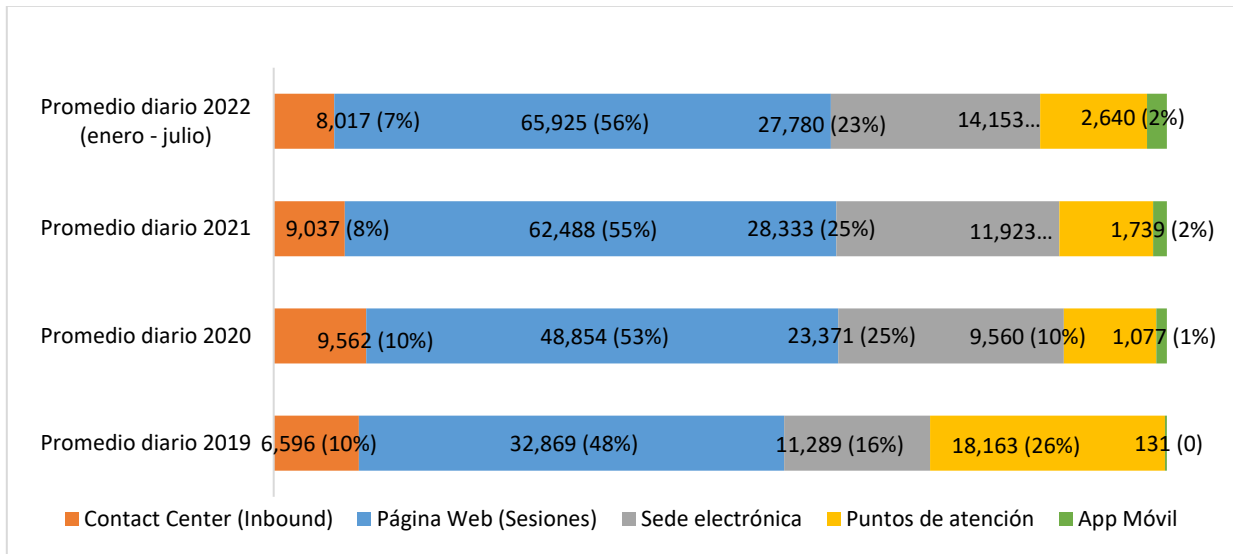 Promedio diario 2022
(enero - julio)
8,017 (7%) 65,925 (56%) 27,780 (23%) 14,153... 2,640 (2%)
Promedio diario 2021
9,037 (8%) 62,488 (55%) 28,333 (25%) 11,923... 1,739 (2%)
Promedio diario 2020
9,562 (10%) 48,854 (53%) 23,371 (25%) 9,560 (10%) 1,077 (1%)
Promedio diario 2019
6,596 (10%) 32,869 (48%) 11,289 (16%) 18,163 (26%) 131 (0)
Contact Center (Inbound) Página Web (Sesiones) Sede electrónica Puntos de atención App Móvil